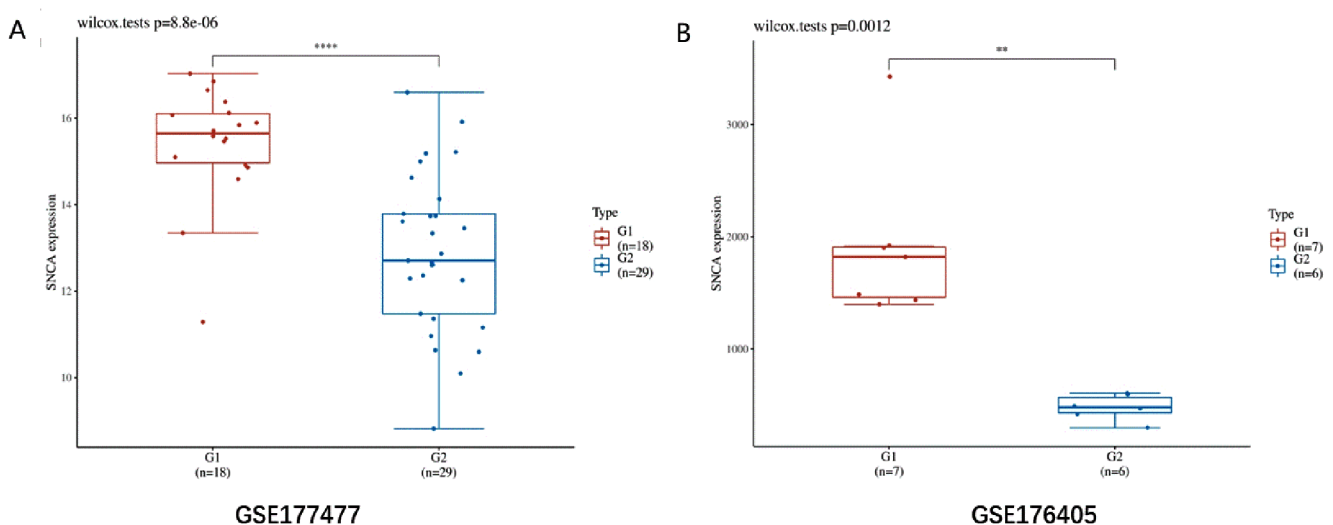 A
wilcox.tests p=8.8e-06
****
16
14
12
10
SNCA expression
G1
(n=18)
G2
(n=29)
Type
G1
(n=18)
G2
(n=29)
GSE177477
B
wilcox.tests p=0.0012
**
3000
2000
1000
SNCA expression
G1
(n=7)
G2
(n=6)
Type
G1
(n=7)
G2
(n=6)
GSE176405